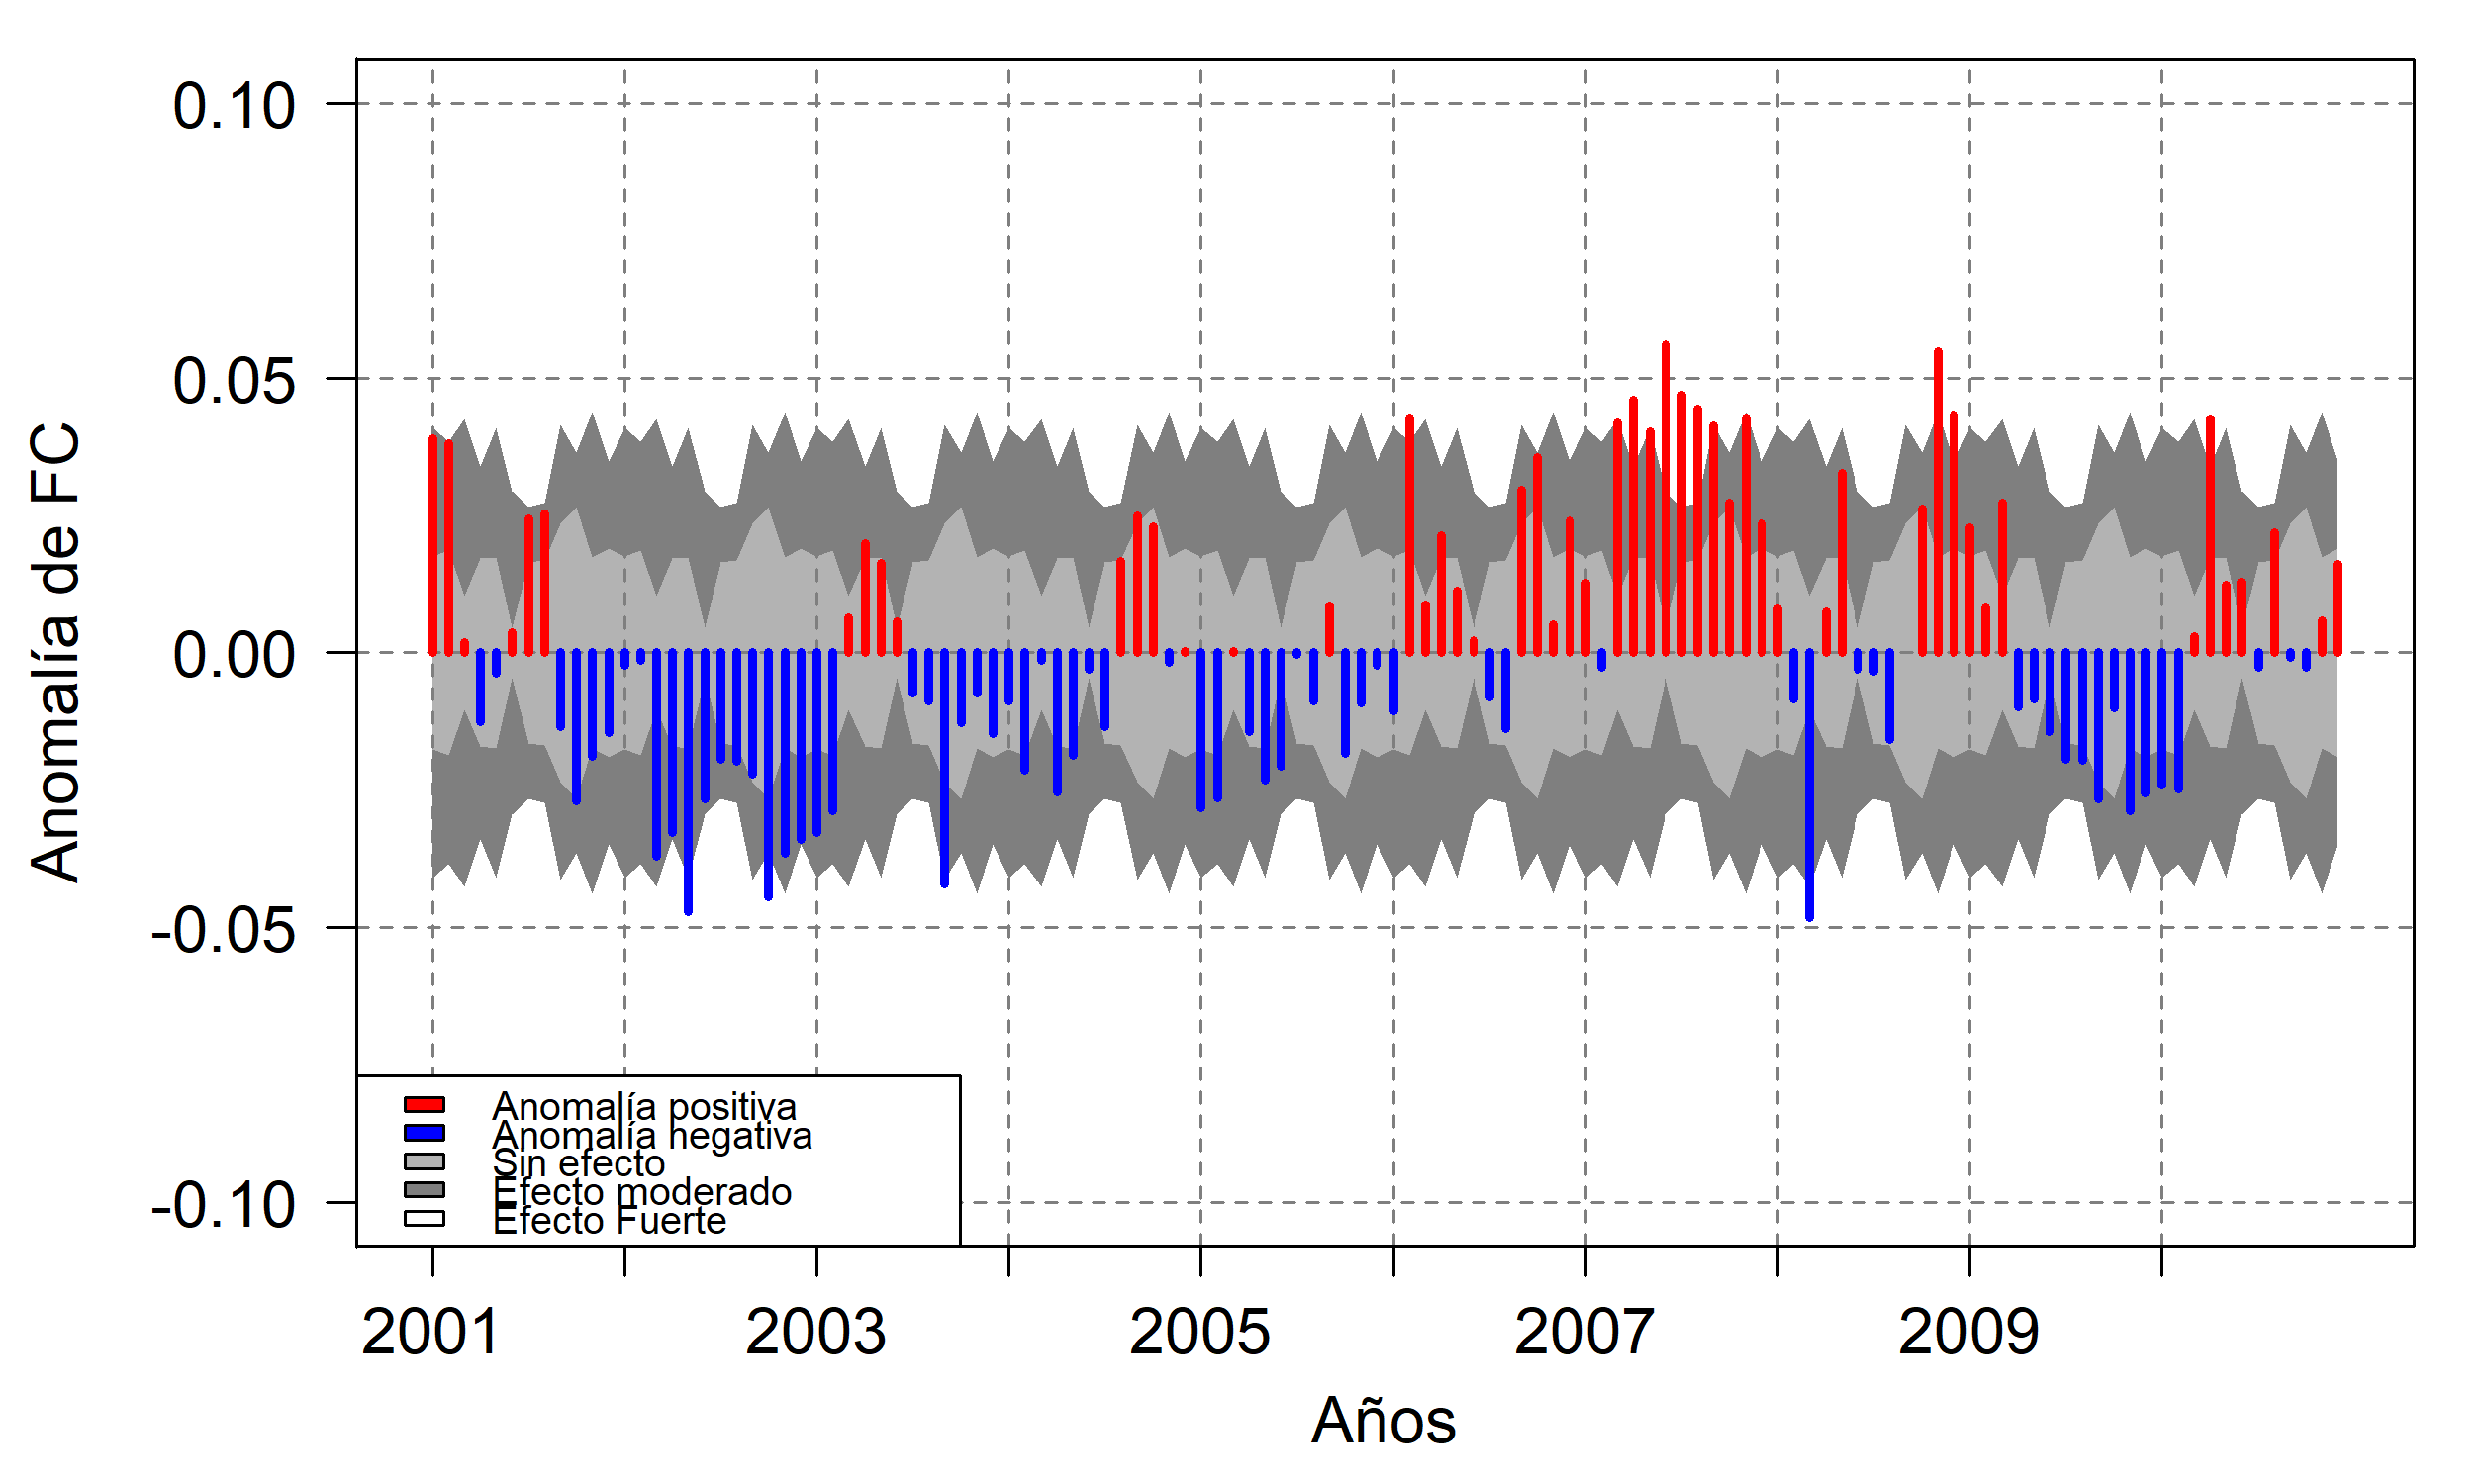 0.10
0.05
0.00
-0.05
-0.10
Anomalía de FC
Anomalía positiva
Anomalía negativa
Sin efecto
Efecto moderado
Efecto Fuerte
2001 2003 2005 2007 2009
Años